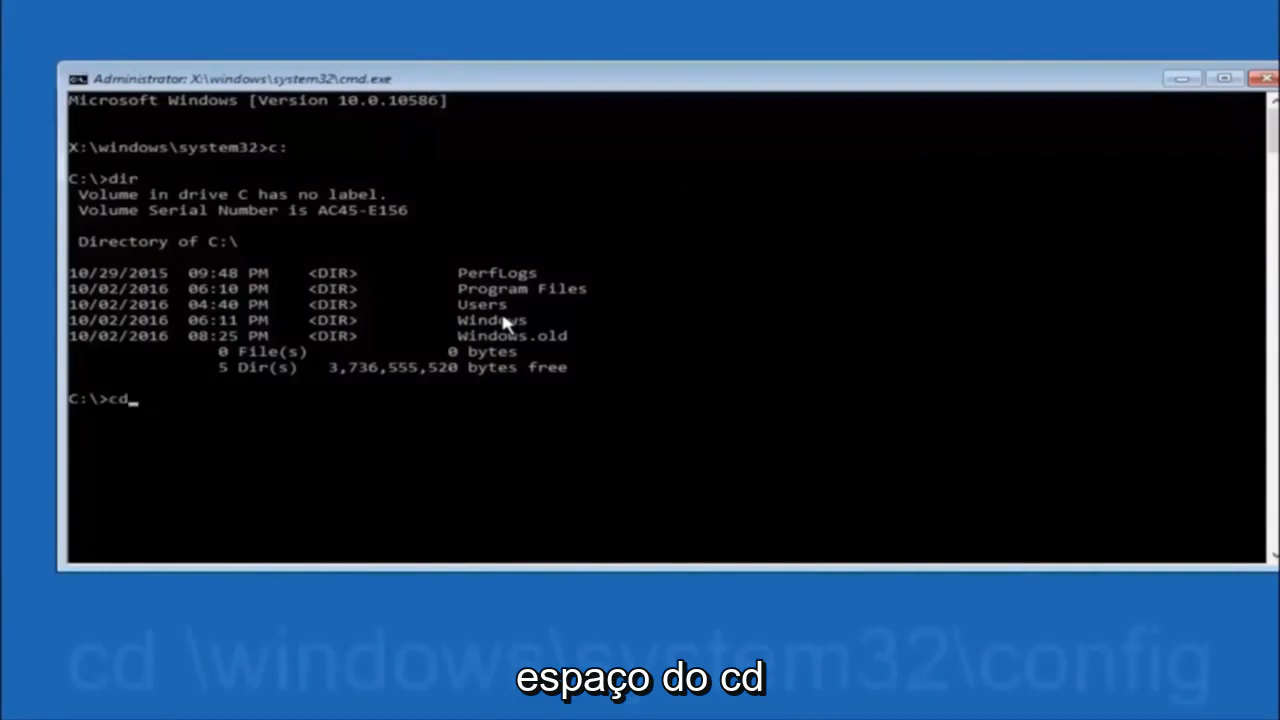 Administrator: X:\windows\system32\cmd.exe
Microsoft Windows [Version 10.0.10586]
X:\windows\system32>c:
C:\>dir
Volume in drive C has no label.
Volume Serial Number is AC45-E156
Directory of C:\
10/29/2015 09:48 PM <DIR> PerfLogs
10/02/2016 06:10 PM <DIR> Program Files
10/02/2016 04:40 PM <DIR> Users
10/02/2016 06:11 PM <DIR> Windows
10/02/2016 08:25 PM <DIR> Windows.old
0 File(s) 0 bytes
5 Dir(s) 3,736,555,520 bytes free
C:\>cd_
cd \windows\system32\config
espaço do cd